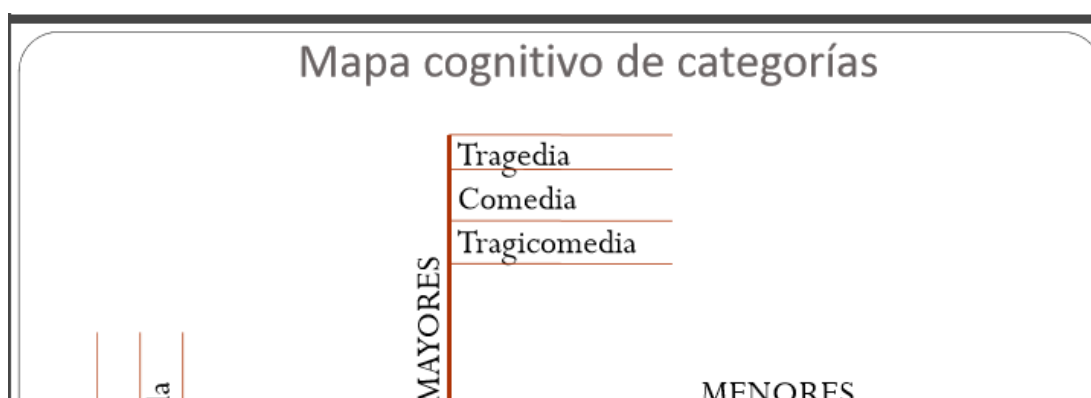 Mapa cognitivo de categorías
Tragedia
Comedia
Tragicomedia
MAYORES
MENORES